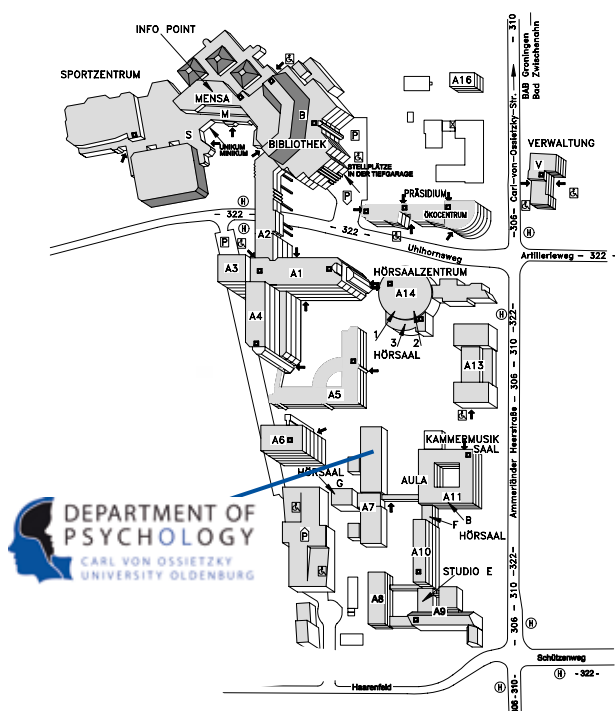 INFO POINT
SPORTZENTRUM
MENSA
M
S
B
UNIKUM
MINIKUM
BIBLIOTHEK
P
STELLPLÄTZE
IN DER TIEFGARAGE
P
A16
- 306- Carl-von-Ossietzky-Str. - 310
BAB Groningen
Bad Zwischenahn
VERWALTUNG
V
PRÄSIDIUM
ÖKOCENTRUM
H
- 322 -
H
- 322 -
Uhlhornsweg
H
Artillerieweg - 322 -
P
A2
A3
A1
A4
HÖRSAALZENTRUM
A14
1
3
2
HÖRSAAL
H
A13
A5
A6
HÖRSAAL
G
A7
KAMMERMUSIK
SAAL
AULA
A11
B
F
HÖRSAAL
A10
STUDIO E
A8
A9
P
- 306 - 310 -322- Ammerländer Heerstraße - 306 - 310 -322-
DEPARTMENT OF
PSYCHOLOGY
CARL VON OSSIETZKY
UNIVERSITY OLDENBURG
H
Schützenweg
H - 322-
Haarenfeld
H
306 -310-